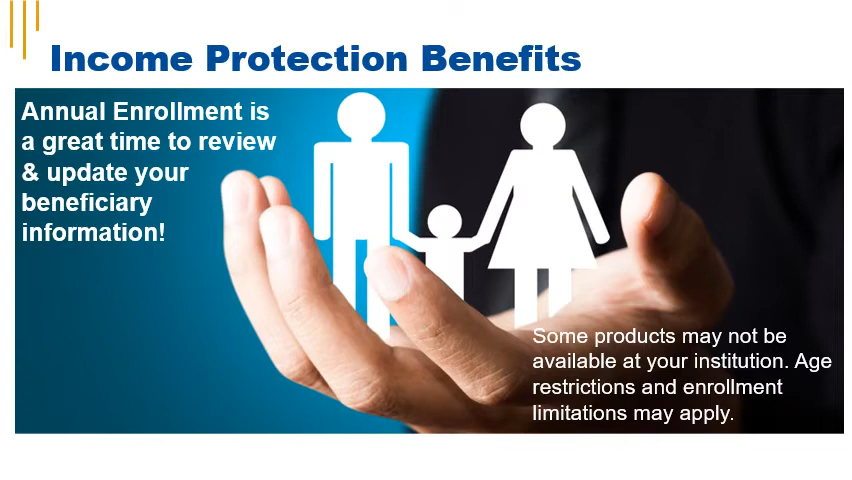 Income Protection Benefits
Annual Enrollment is
a great time to review
& update your
beneficiary
information!
Some products may not be
available at your institution. Age
restrictions and enrollment
limitations may apply.